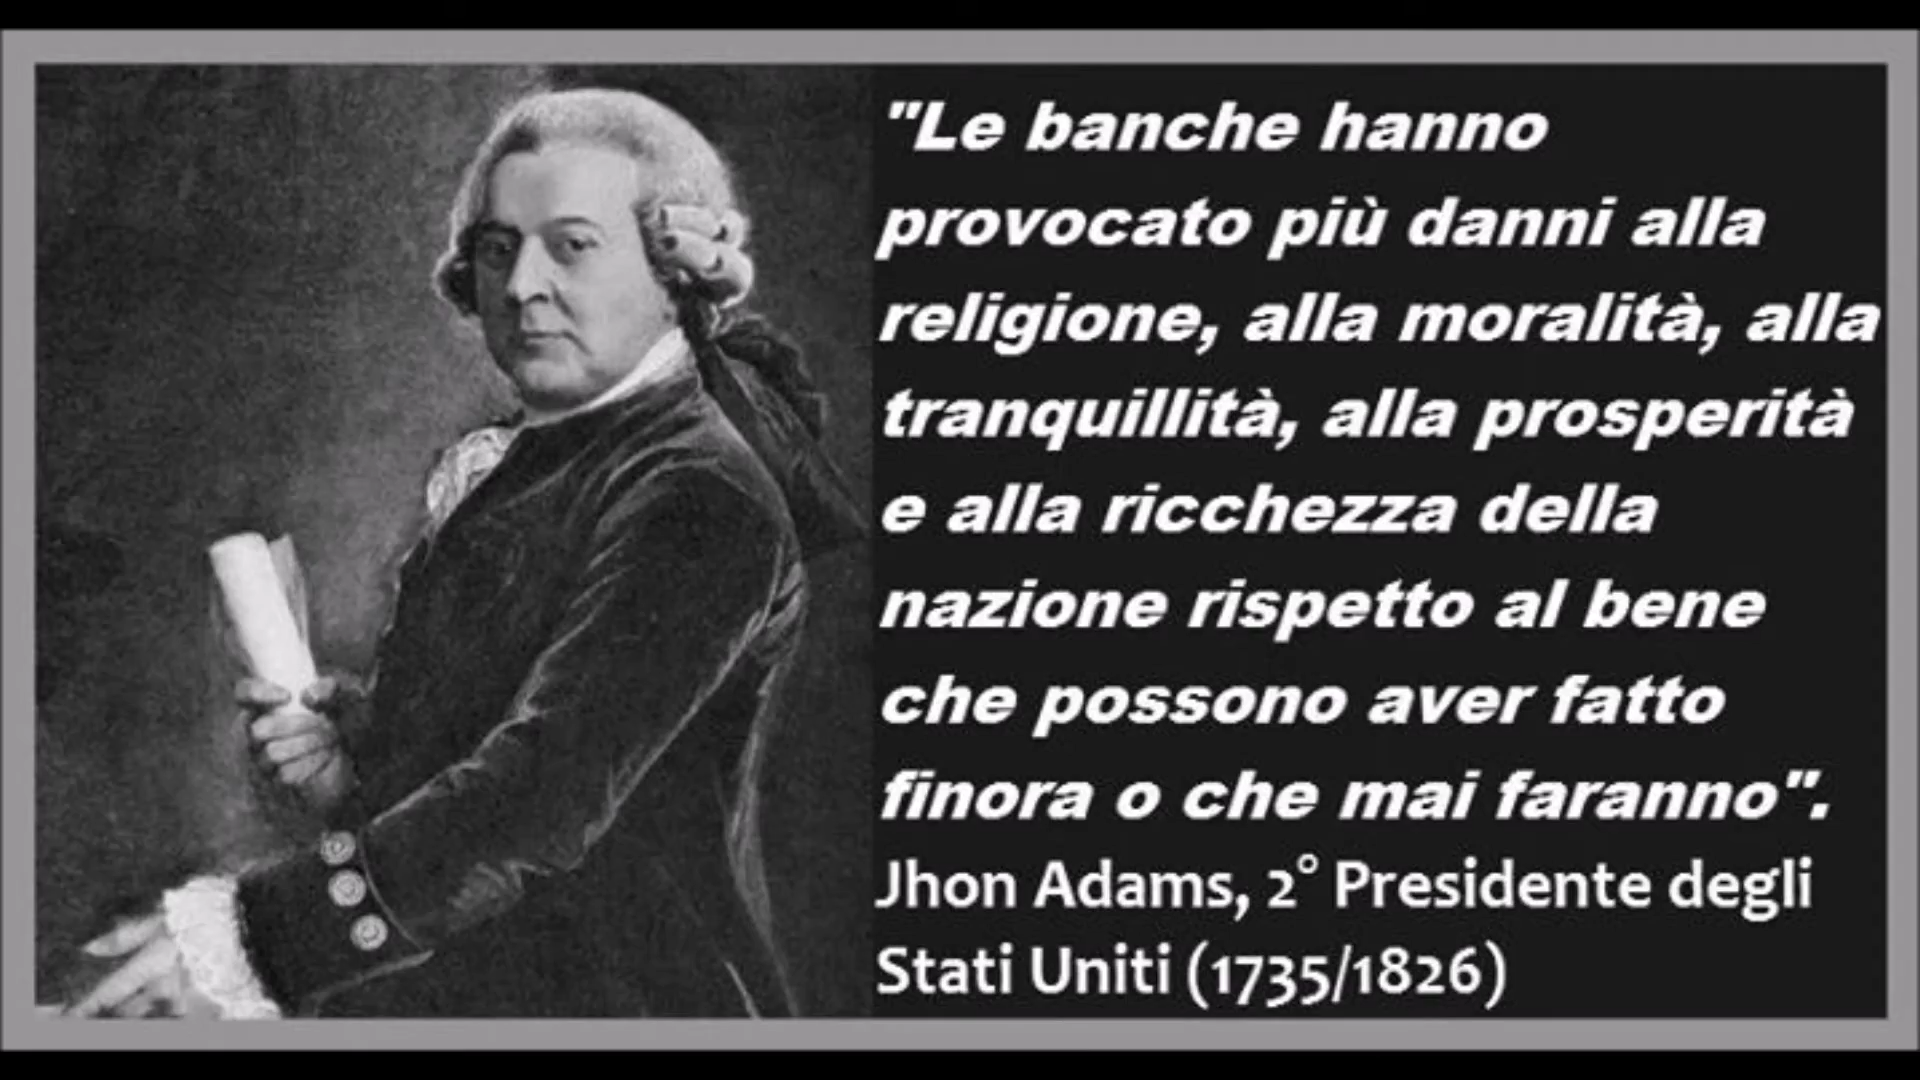 "Le banche hanno
provocato più danni alla
religione, alla moralità, alla
tranquillità, alla prosperità
e alla ricchezza della
nazione rispetto al bene
che possono aver fatto
finora o che mai faranno".
Jhon Adams, 2° Presidente degli
Stati Uniti (1735/1826)